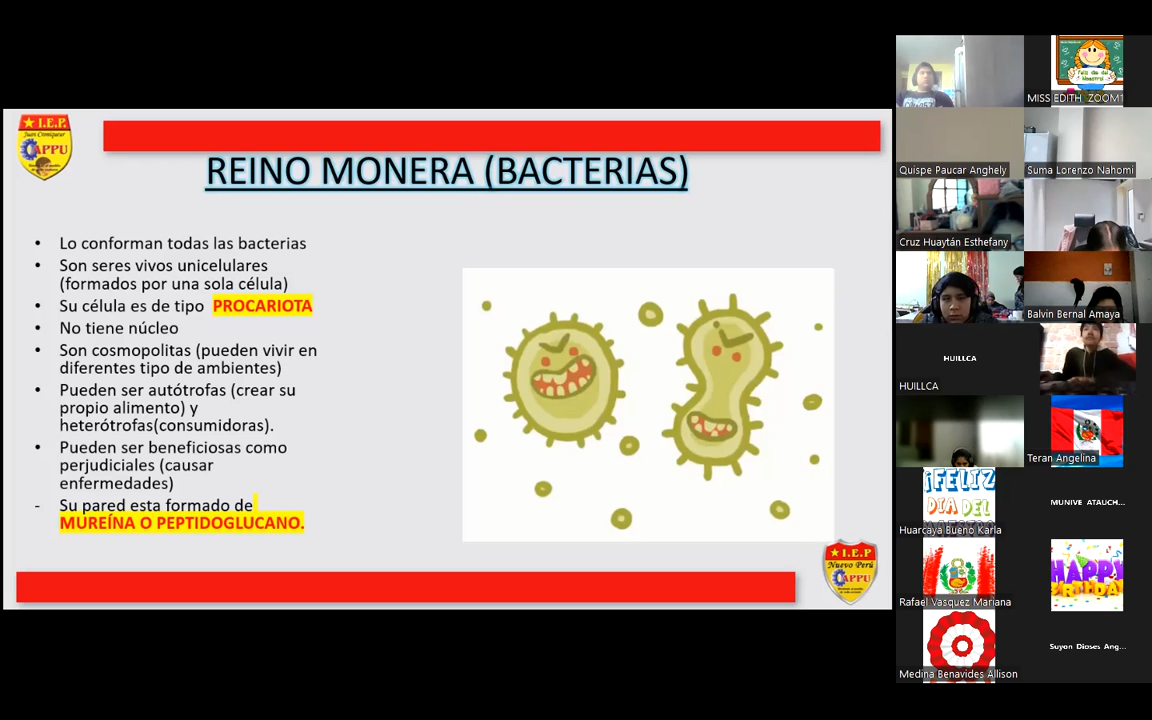 I.E.P.
Juan Croniqueur
CAPPU
REINO MONERA (BACTERIAS)
• Lo conforman todas las bacterias
• Son seres vivos unicelulares
(formados por una sola célula)
• Su célula es de tipo PROCARIOTA
• No tiene núcleo
• Son cosmopolitas (pueden vivir en
diferentes tipo de ambientes)
• Pueden ser autótrofas (crear su
propio alimento) y
heterótrofas(consumidoras).
• Pueden ser beneficiosas como
perjudiciales (causar
enfermedades)
- Su pared esta formado de
MUREÍNA O PEPTIDOGLUCANO.
I.E.P
Nuevo Perú
CAPPU
MISS EDITH_ZOOM1
Quispe Paucar Anghely
Suma Lorenzo Nahomi
Cruz Huaytán Esthefany
Balvin Bernal Amaya
HUILLCA
HUILLCA
Teran Angelina
¡FELIZ
DIA DEL
MAESTRO
Huarcaya Bueno Karla
MUNIVE ATAUCH...
Rafael Vasquez Mariana
HAPPY
Suyon Dioses Ang...
Medina Benavides Allison